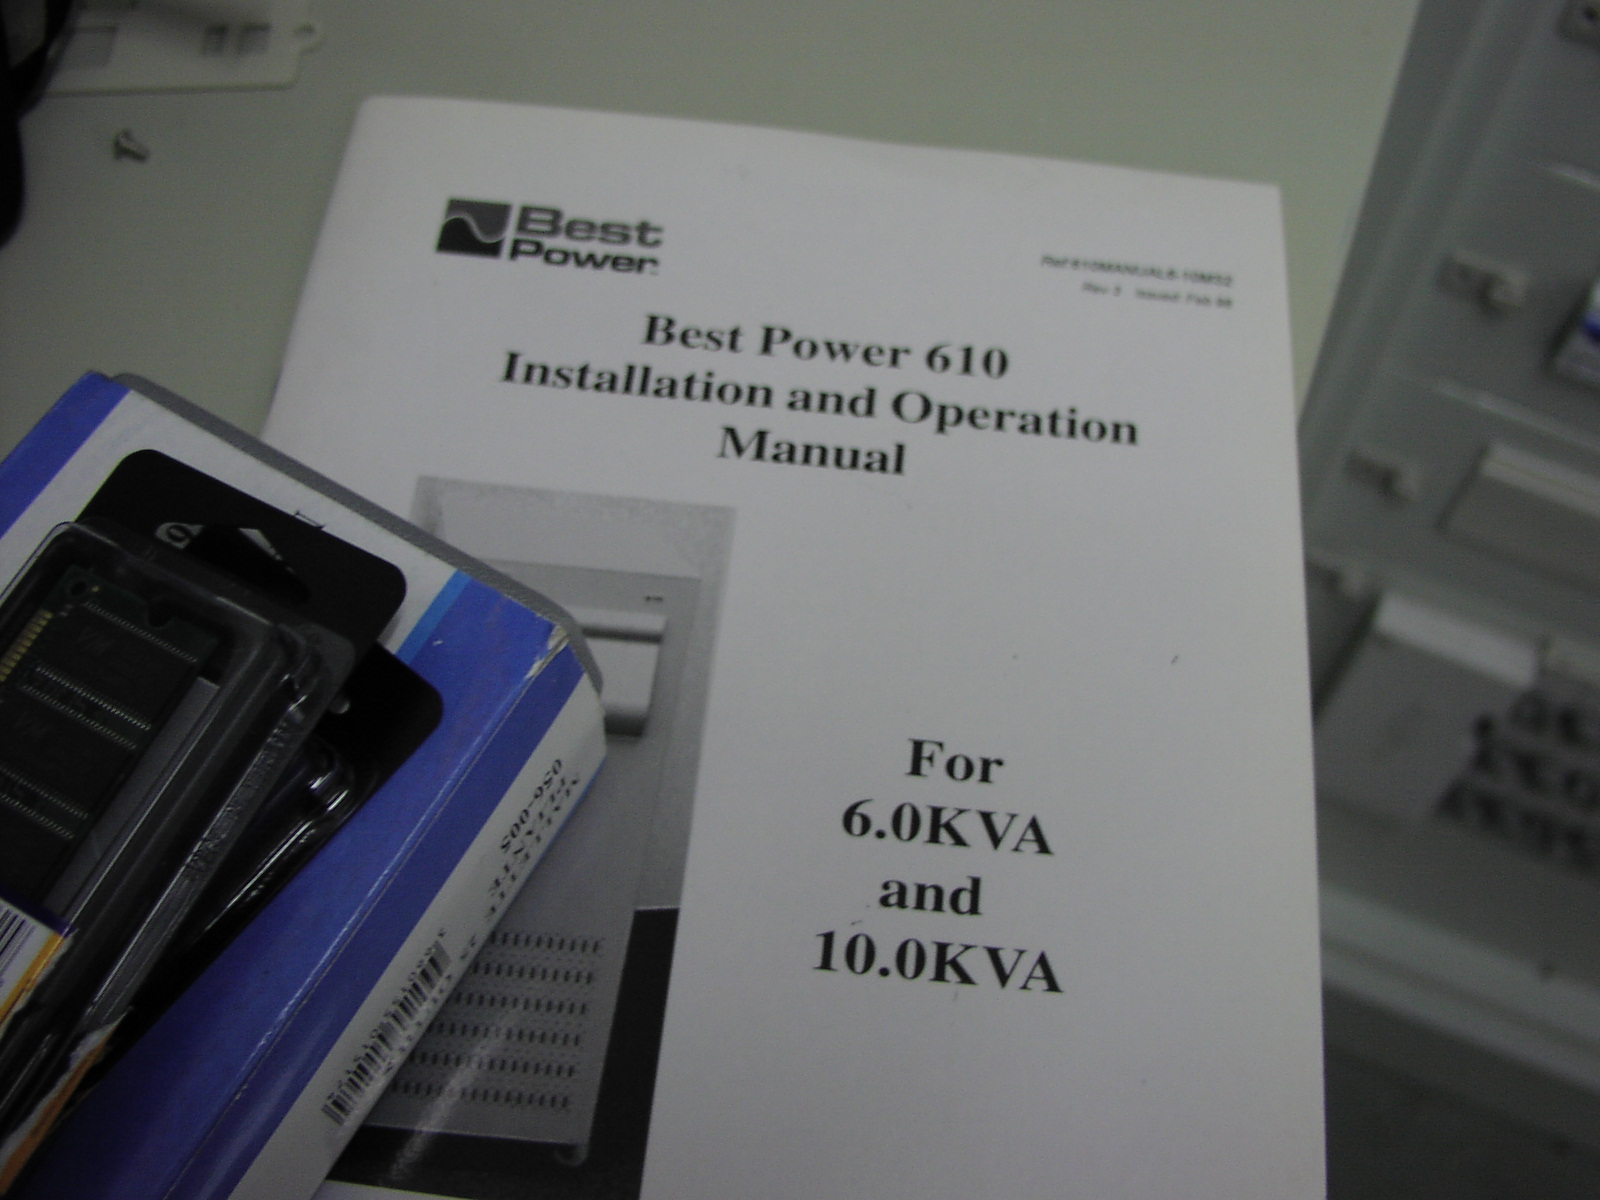 Best
Power
Best Power 610
Installation and Operation
Manual
For
6.0KVA
and
10.0KVA